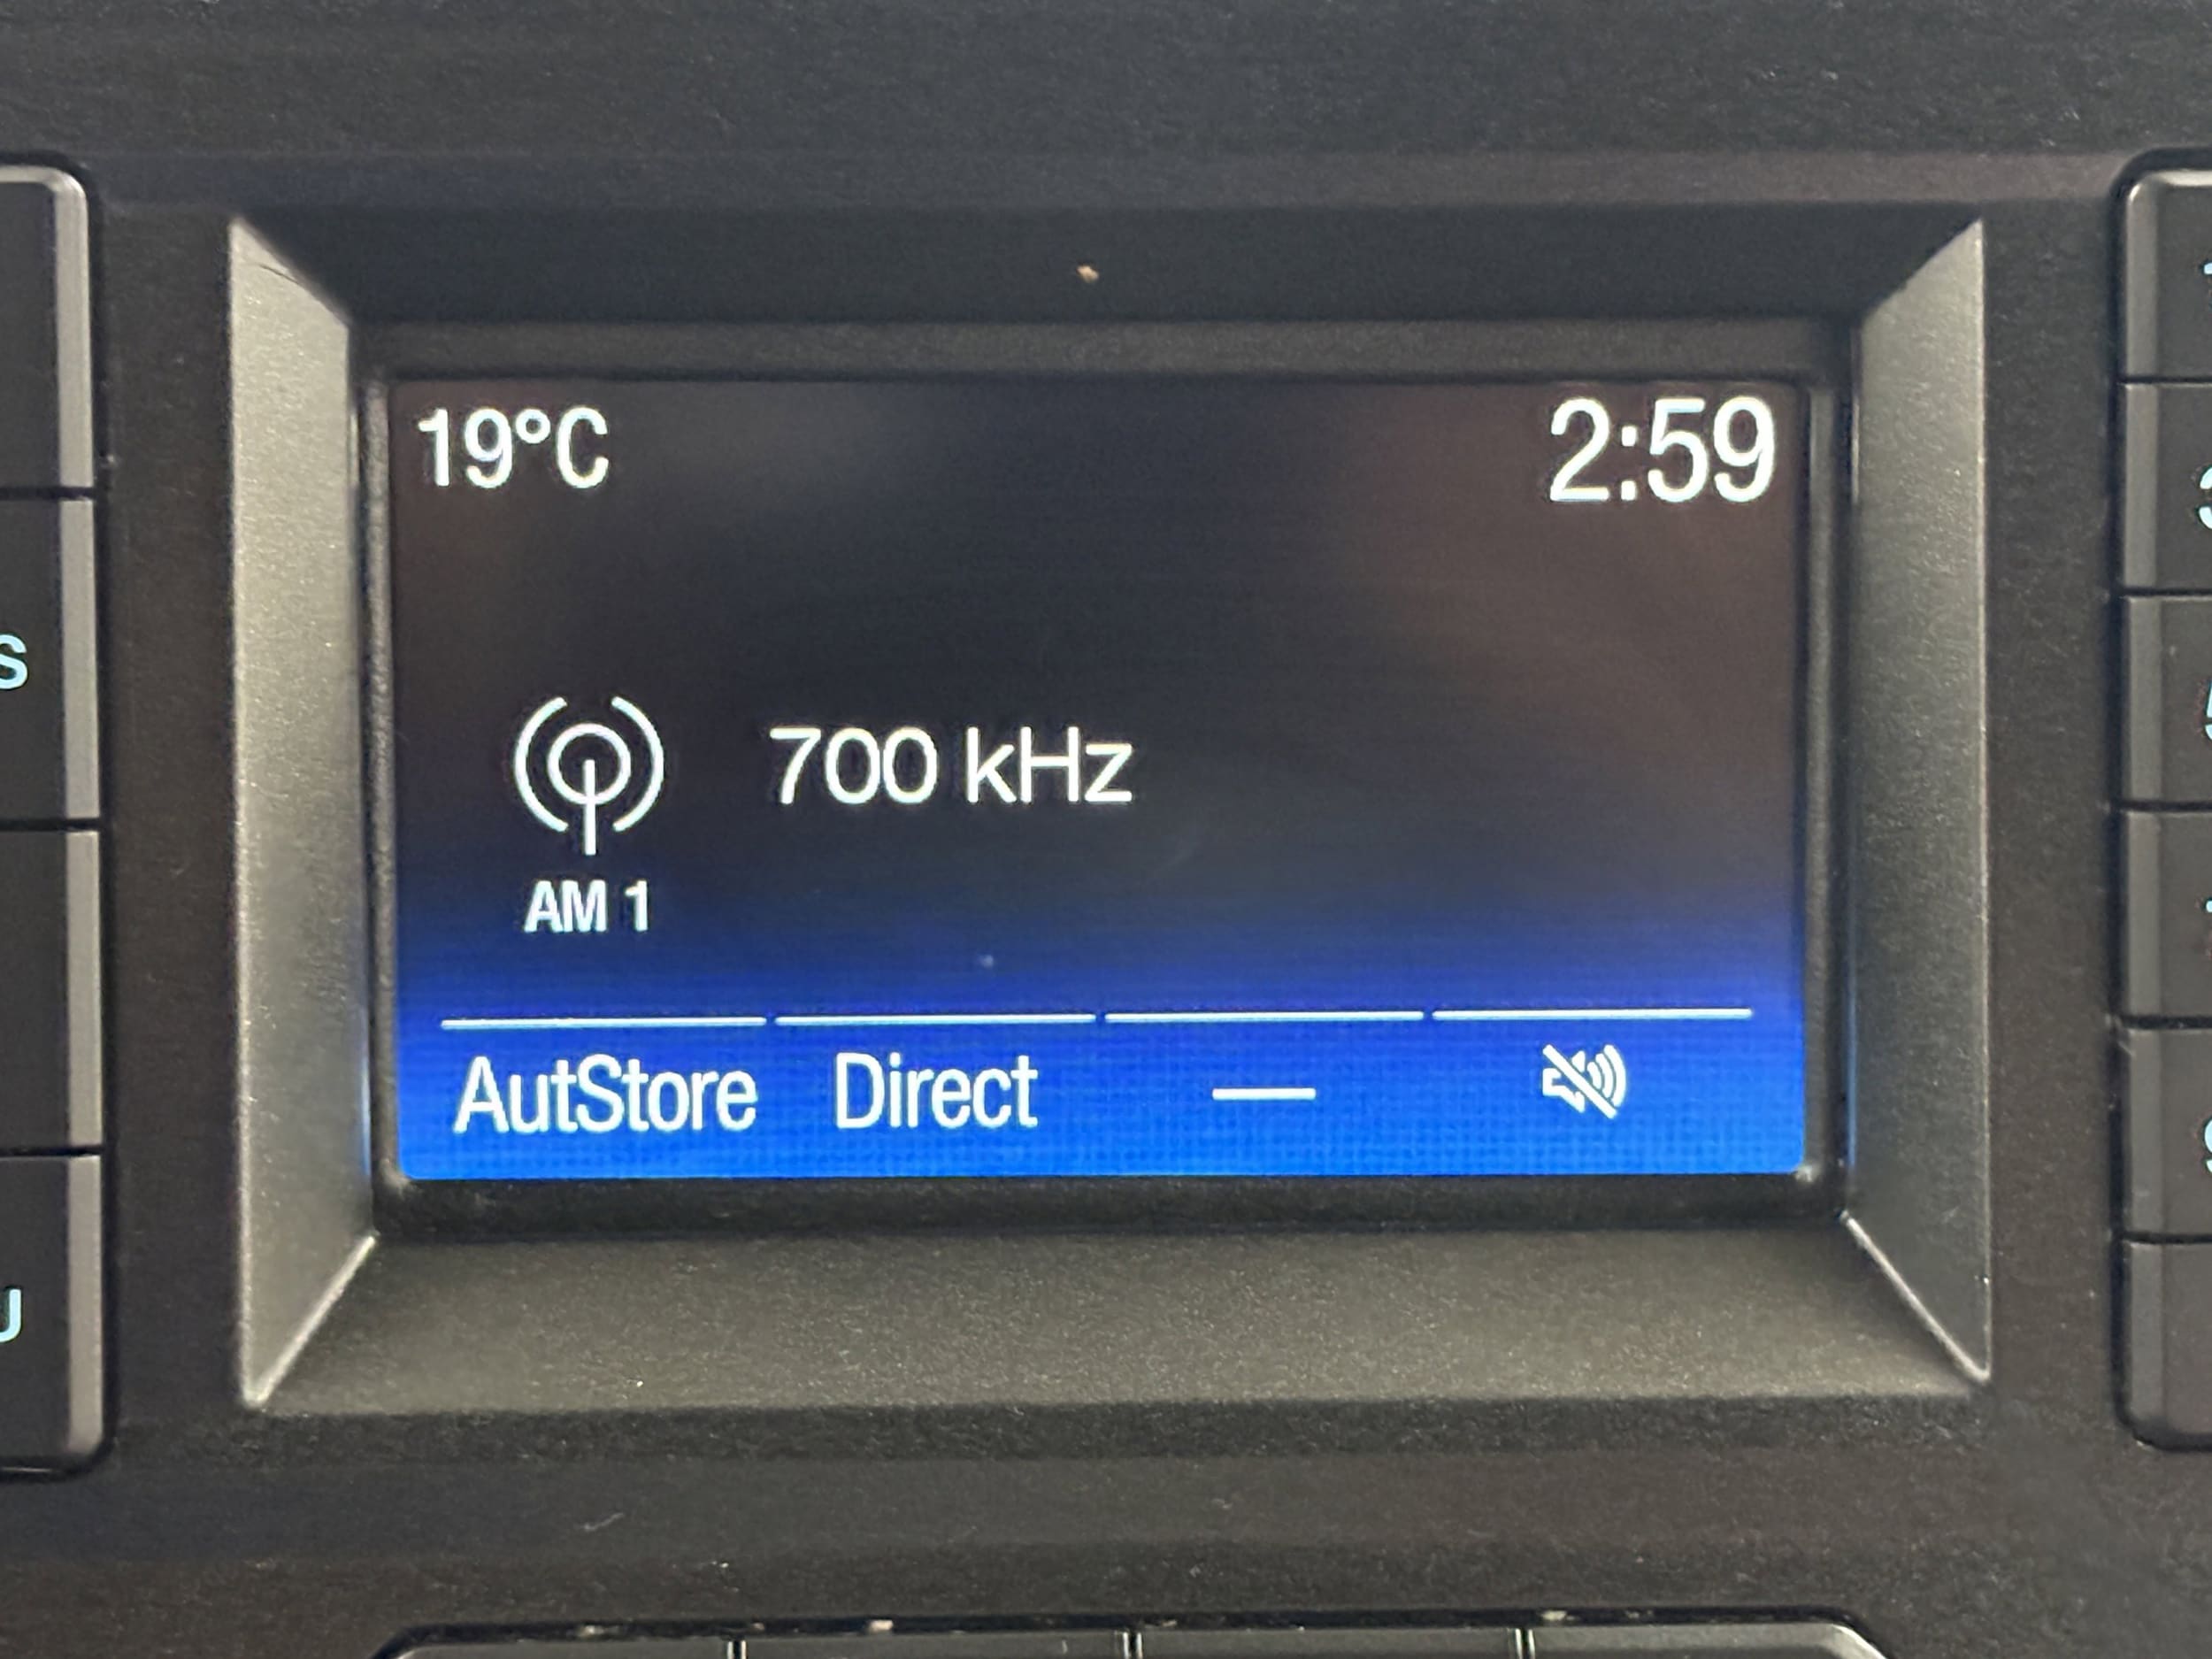 19°C
2:59
700 kHz
AM 1
AutStore
Direct
S
U